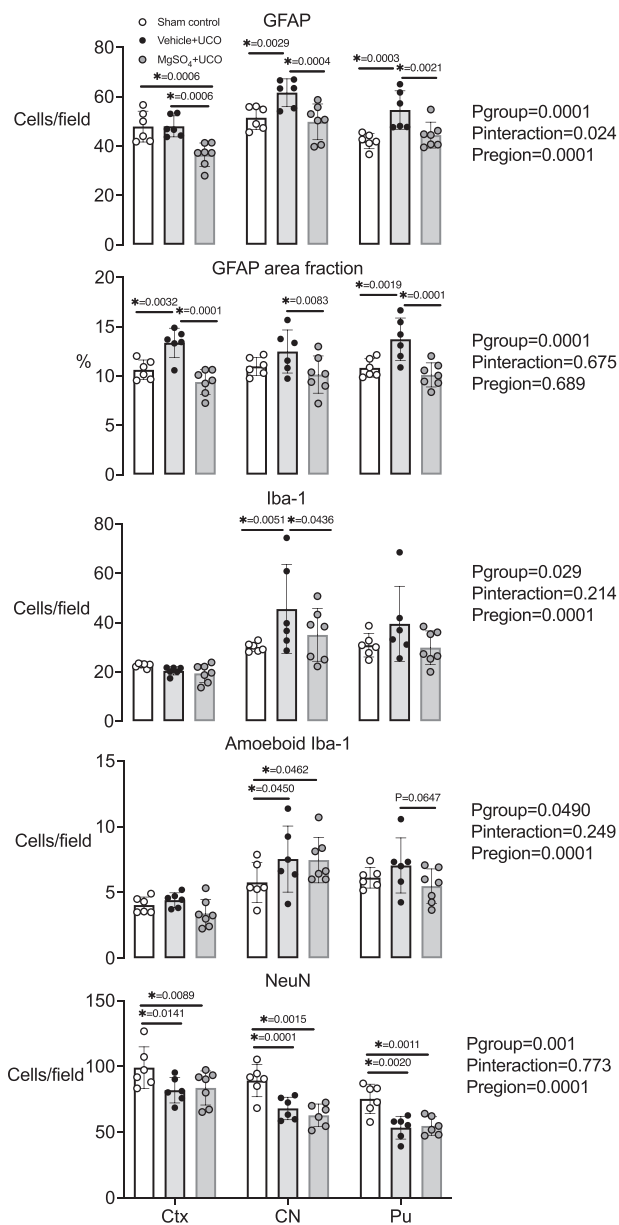 GFAP
Sham control
Vehicle+UCO
MgSO₄+UCO
80
60
40
20
0
Cells/field
*=0.0006
*=0.0006
*=0.0029
*=0.0004
*=0.0003
*=0.0021
Pgroup=0.0001
Pinteraction=0.024
Pregion=0.0001
GFAP area fraction
20
15
10
5
0
%
*=0.0032
*=0.0001
*=0.0083
*=0.0019
*=0.0001
Pgroup=0.0001
Pinteraction=0.675
Pregion=0.689
Iba-1
80
60
40
20
0
Cells/field
*=0.0051
*=0.0436
Pgroup=0.029
Pinteraction=0.214
Pregion=0.0001
Amoeboid Iba-1
15
10
5
0
Cells/field
*=0.0462
*=0.0450
P=0.0647
Pgroup=0.0490
Pinteraction=0.249
Pregion=0.0001
NeuN
150
100
50
0
Cells/field
*=0.0089
*=0.0141
*=0.0015
*=0.0001
*=0.0011
*=0.0020
Pgroup=0.001
Pinteraction=0.773
Pregion=0.0001
Ctx
CN
Pu